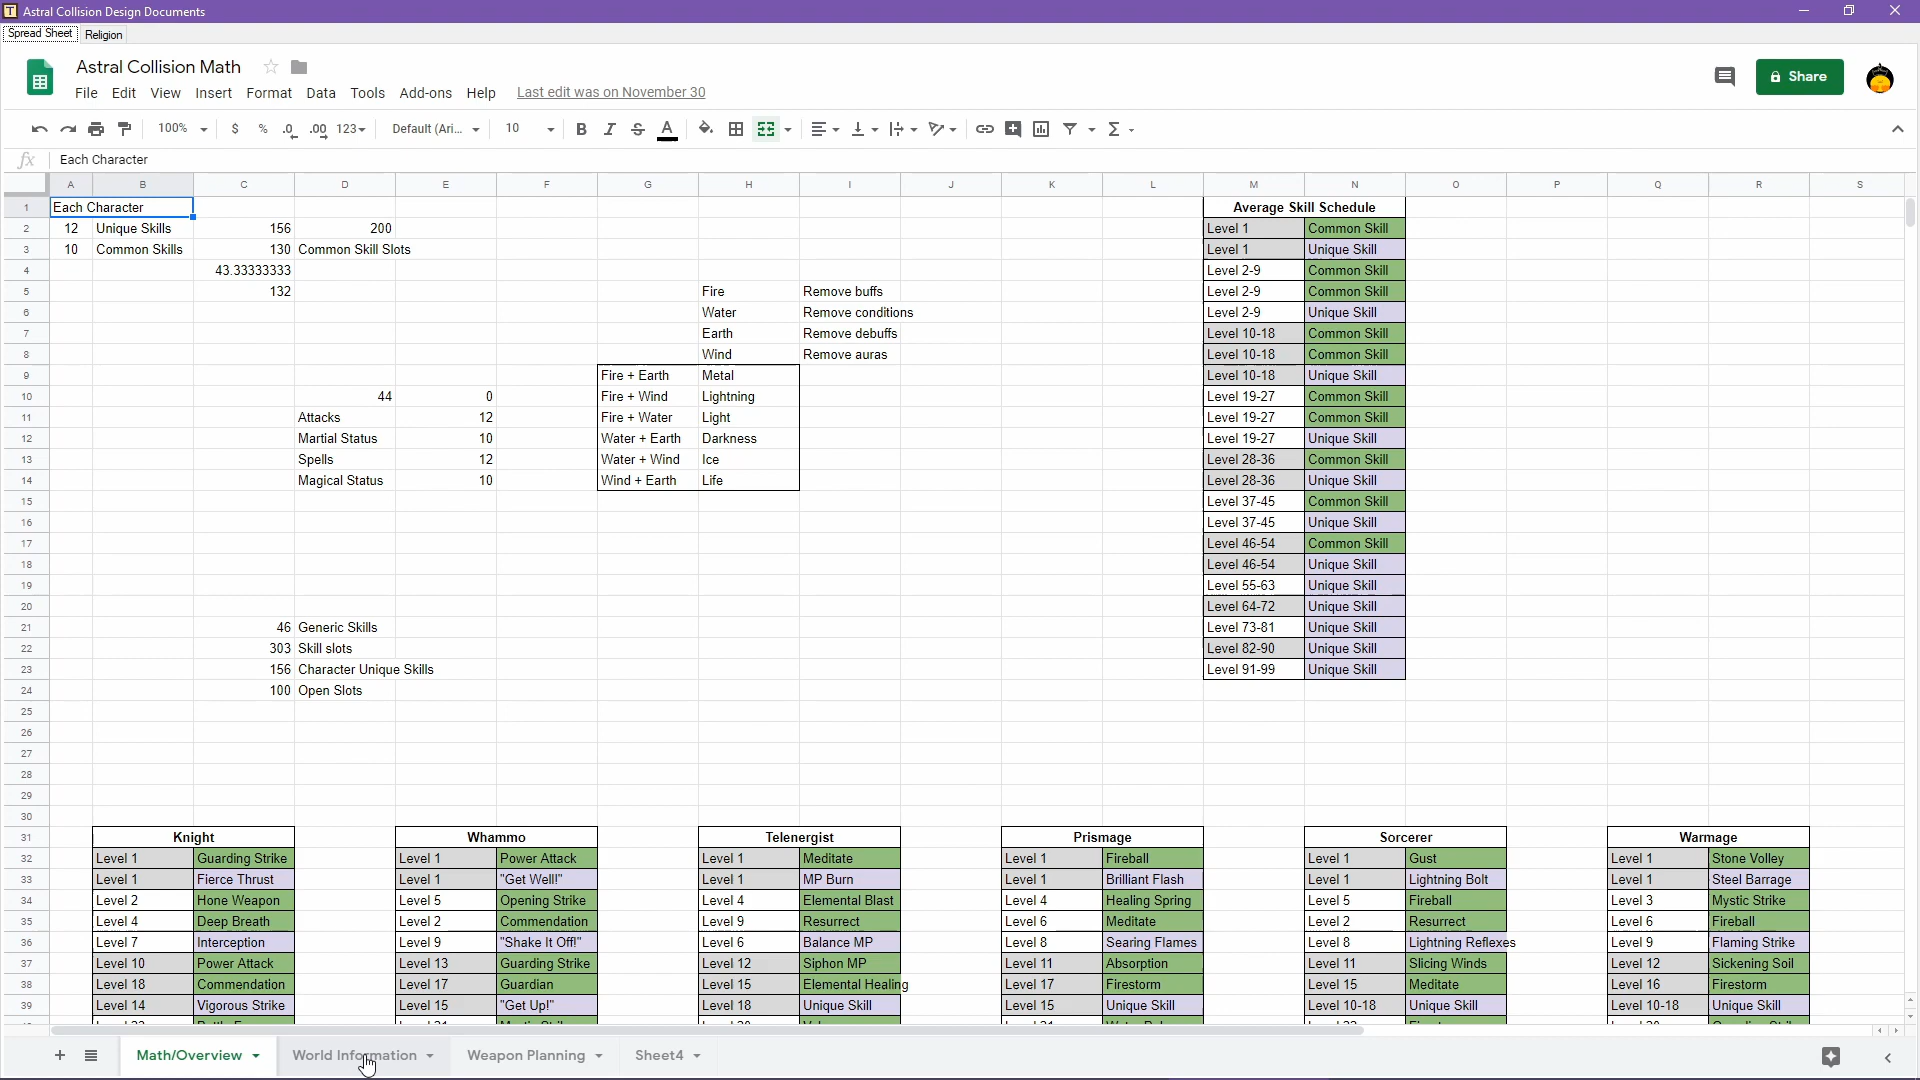 Astral Collision Design Documents
Spread Sheet Religion
Astral Collision Math
File Edit View Insert Format Data Tools Add-ons Help Last edit was on November 30
Share
100% $ % .0 .00 123 Default (Ari... 10 B I S A
fx Each Character
A B C D E F G H I J K L M N O P Q R S
1 Each Character Average Skill Schedule
2 12 Unique Skills 156 200 Level 1 Common Skill
3 10 Common Skills 130 Common Skill Slots Level 1 Unique Skill
4 43.33333333 Level 2-9 Common Skill
5 132 Fire Remove buffs Level 2-9 Common Skill
6 Water Remove conditions Level 2-9 Unique Skill
7 Earth Remove debuffs Level 10-18 Common Skill
8 Wind Remove auras Level 10-18 Common Skill
9 Fire + Earth Metal Level 10-18 Unique Skill
10 44 0 Fire + Wind Lightning Level 19-27 Common Skill
11 Attacks 12 Fire + Water Light Level 19-27 Common Skill
12 Martial Status 10 Water + Earth Darkness Level 19-27 Unique Skill
13 Spells 12 Water + Wind Ice Level 28-36 Common Skill
14 Magical Status 10 Wind + Earth Life Level 28-36 Unique Skill
15 Level 37-45 Common Skill
16 Level 37-45 Unique Skill
17 Level 46-54 Common Skill
18 Level 46-54 Unique Skill
19 Level 55-63 Unique Skill
20 Level 64-72 Unique Skill
21 46 Generic Skills Level 73-81 Unique Skill
22 303 Skill slots Level 82-90 Unique Skill
23 156 Character Unique Skills Level 91-99 Unique Skill
24 100 Open Slots
25
26
27
28
29
30
31 Knight Whammo Telenergist Prismage Sorcerer Warmage
32 Level 1 Guarding Strike Level 1 Power Attack Level 1 Meditate Level 1 Fireball Level 1 Gust Level 1 Stone Volley
33 Level 1 Fierce Thrust Level 1 "Get Well!" Level 1 MP Burn Level 1 Brilliant Flash Level 1 Lightning Bolt Level 1 Steel Barrage
34 Level 2 Hone Weapon Level 5 Opening Strike Level 4 Elemental Blast Level 4 Healing Spring Level 5 Fireball Level 3 Mystic Strike
35 Level 4 Deep Breath Level 2 Commendation Level 9 Resurrect Level 6 Meditate Level 2 Resurrect Level 6 Fireball
36 Level 7 Interception Level 9 "Shake It Off!" Level 6 Balance MP Level 8 Searing Flames Level 8 Lightning Reflexes Level 9 Flaming Strike
37 Level 10 Power Attack Level 13 Guarding Strike Level 12 Siphon MP Level 11 Absorption Level 11 Slicing Winds Level 12 Sickening Soil
38 Level 18 Commendation Level 17 Guardian Level 15 Elemental Healing Level 17 Firestorm Level 15 Meditate Level 16 Firestorm
39 Level 14 Vigorous Strike Level 15 "Get Up!" Level 18 Unique Skill Level 15 Unique Skill Level 10-18 Unique Skill Level 10-18 Unique Skill
Math/Overview World Information Weapon Planning Sheet4